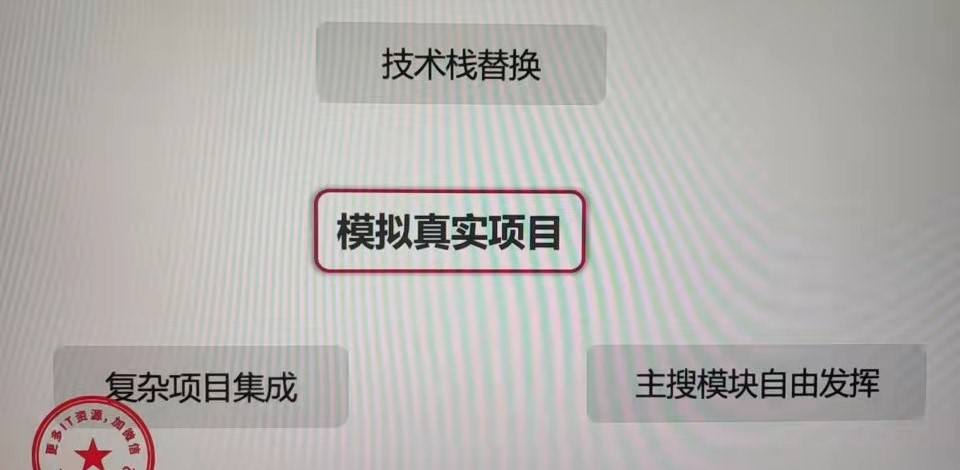 技术栈替换
模拟真实项目
复杂项目集成
主搜模块自由发挥
更多IT资源,加微信